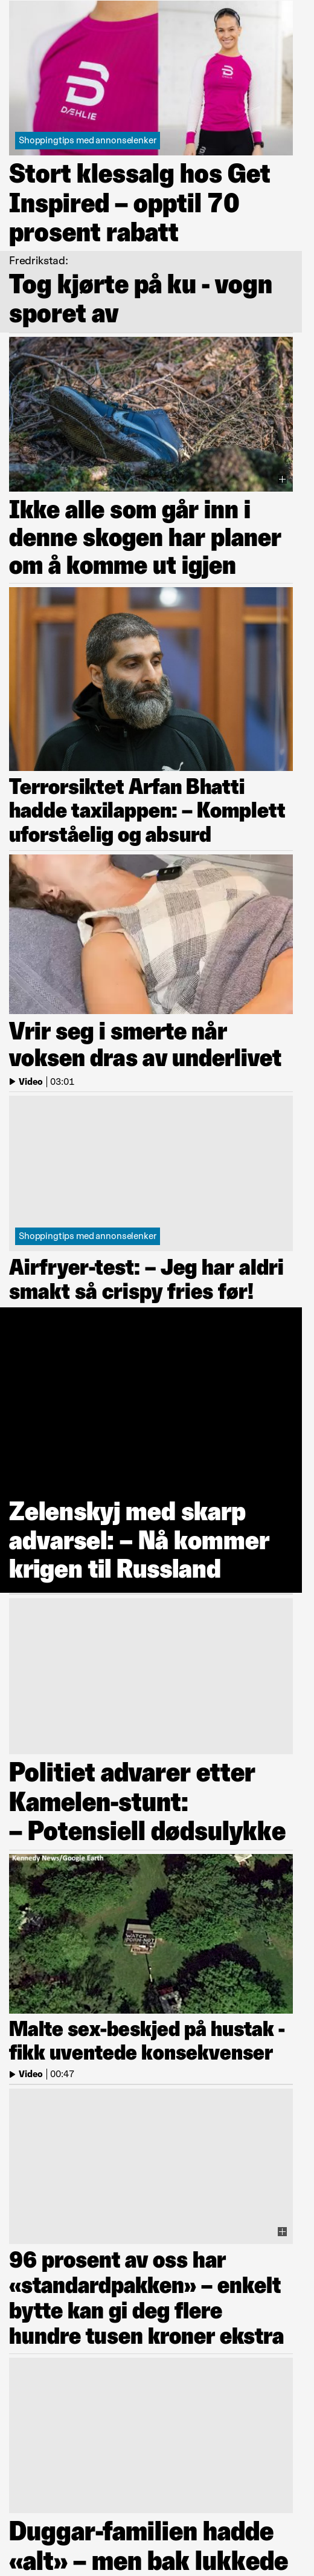 DÆHLIE
DÆHLIE
Shoppingtips med annonselenker
Stort klessalg hos Get
Inspired – opptil 70
prosent rabatt
Fredrikstad:
Tog kjørte på ku - vogn
sporet av
Ikke alle som går inn i
denne skogen har planer
om å komme ut igjen
Terrorsiktet Arfan Bhatti
hadde taxilappen: – Komplett
uforståelig og absurd
Vrir seg i smerte når
voksen dras av underlivet
Video | 03:01
Shoppingtips med annonselenker
Airfryer-test: – Jeg har aldri
smakt så crispy fries før!
Zelenskyj med skarp
advarsel: – Nå kommer
krigen til Russland
Politiet advarer etter
Kamelen-stunt:
– Potensiell dødsulykke
Kennedy News/Google Earth
Malte sex-beskjed på hustak -
fikk uventede konsekvenser
Video | 00:47
96 prosent av oss har
«standardpakken» – enkelt
bytte kan gi deg flere
hundre tusen kroner ekstra
Duggar-familien hadde
«alt» – men bak lukkede